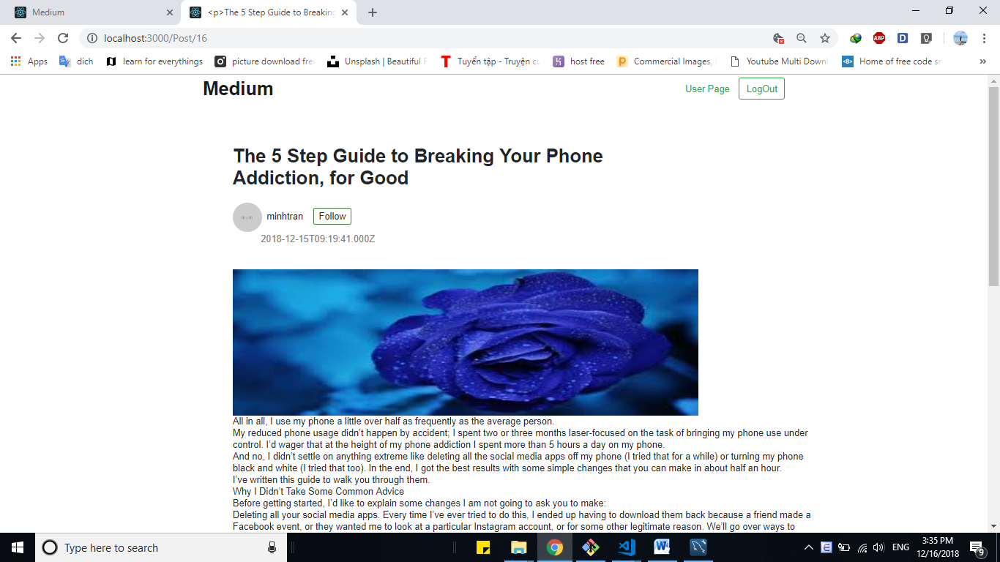 Medium
<p>The 5 Step Guide to Breaking
localhost:3000/Post/16
ABP
D
Apps
dich
learn for everythings
picture download fre
Unsplash | Beautiful F
Tuyển tập - Truyện cu
host free
Commercial Images, I
Youtube Multi Downl
<B>
Home of free code sn
»
Medium
User Page
LogOut
The 5 Step Guide to Breaking Your Phone
Addiction, for Good
minhtran
Follow
2018-12-15T09:19:41.000Z
All in all, I use my phone a little over half as frequently as the average person.
My reduced phone usage didn’t happen by accident; I spent two or three months laser-focused on the task of bringing my phone use under
control. I’d wager that at the height of my phone addiction I spent more than 5 hours a day on my phone.
And no, I didn’t settle on anything extreme like deleting all the social media apps off my phone (I tried that for a while) or turning my phone
black and white (I tried that too). In the end, I got the best results with some simple changes that you can make in about half an hour.
I’ve written this guide to walk you through them.
Why I Didn’t Take Some Common Advice
Before getting started, I’d like to explain some changes I am not going to ask you to make:
Deleting all your social media apps. Every time I’ve ever tried to do this, I ended up having to download them back because a friend made a
Facebook event, or they wanted me to look at a particular Instagram account, or for some other legitimate reason. We’ll go over ways to
Type here to search
ENG
3:35 PM
12/16/2018
9